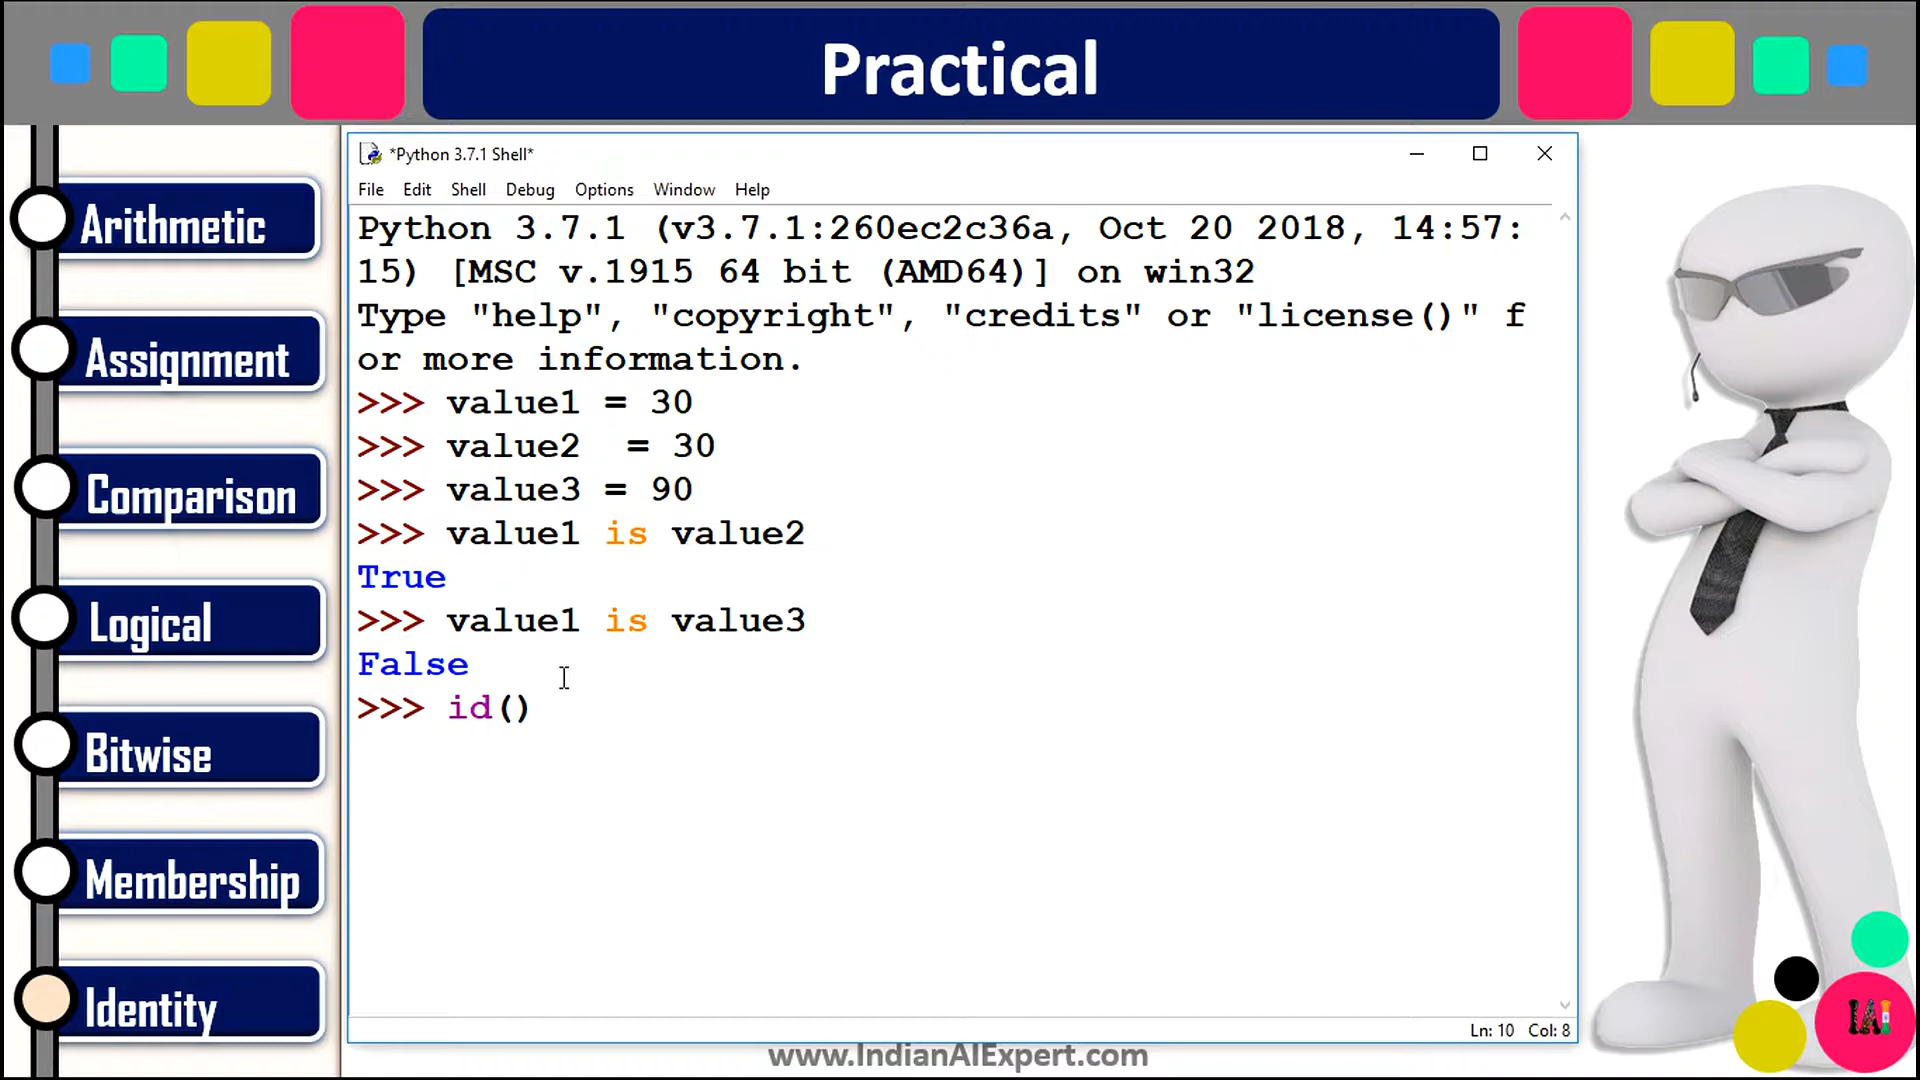 Practical
Arithmetic
Assignment
Comparison
Logical
Bitwise
Membership
Identity
*Python 3.7.1 Shell*
File Edit Shell Debug Options Window Help
Python 3.7.1 (v3.7.1:260ec2c36a, Oct 20 2018, 14:57:
15) [MSC v.1915 64 bit (AMD64)] on win32
Type "help", "copyright", "credits" or "license()" f
or more information.
>>> value1 = 30
>>> value2  = 30
>>> value3 = 90
>>> value1 is value2
True
>>> value1 is value3
False
>>> id()
Ln: 10 Col: 8
www.IndianAIExpert.com
IAI